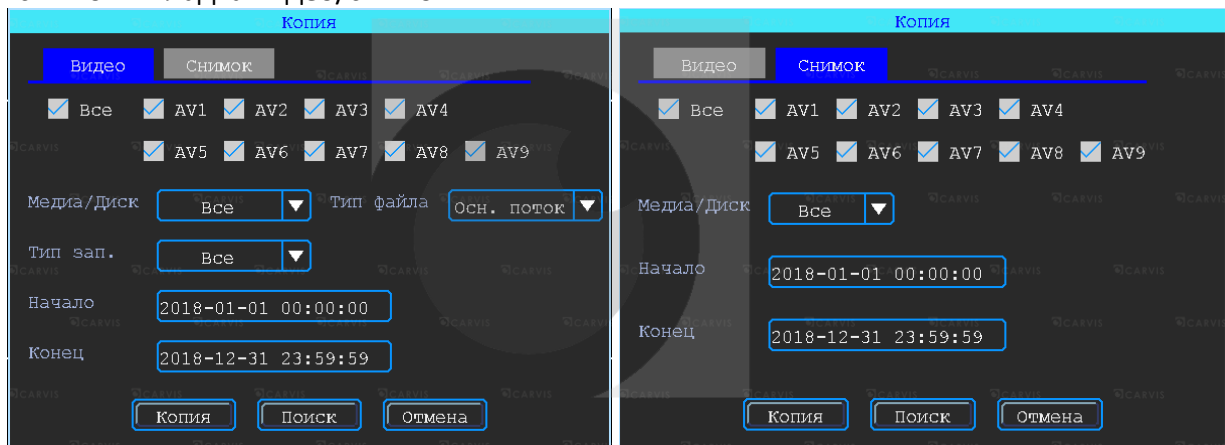 Копия
Видео Снимок
Все AV1 AV2 AV3 AV4
AV5 AV6 AV7 AV8 AV9
Медиа/Диск Все Тип файла Осн. поток
Тип зап. Все
Начало 2018-01-01 00:00:00
Конец 2018-12-31 23:59:59
Копия Поиск Отмена
Копия
Видео Снимок
Все AV1 AV2 AV3 AV4
AV5 AV6 AV7 AV8 AV9
Медиа/Диск Все
Начало 2018-01-01 00:00:00
Конец 2018-12-31 23:59:59
Копия Поиск Отмена
CARVIS